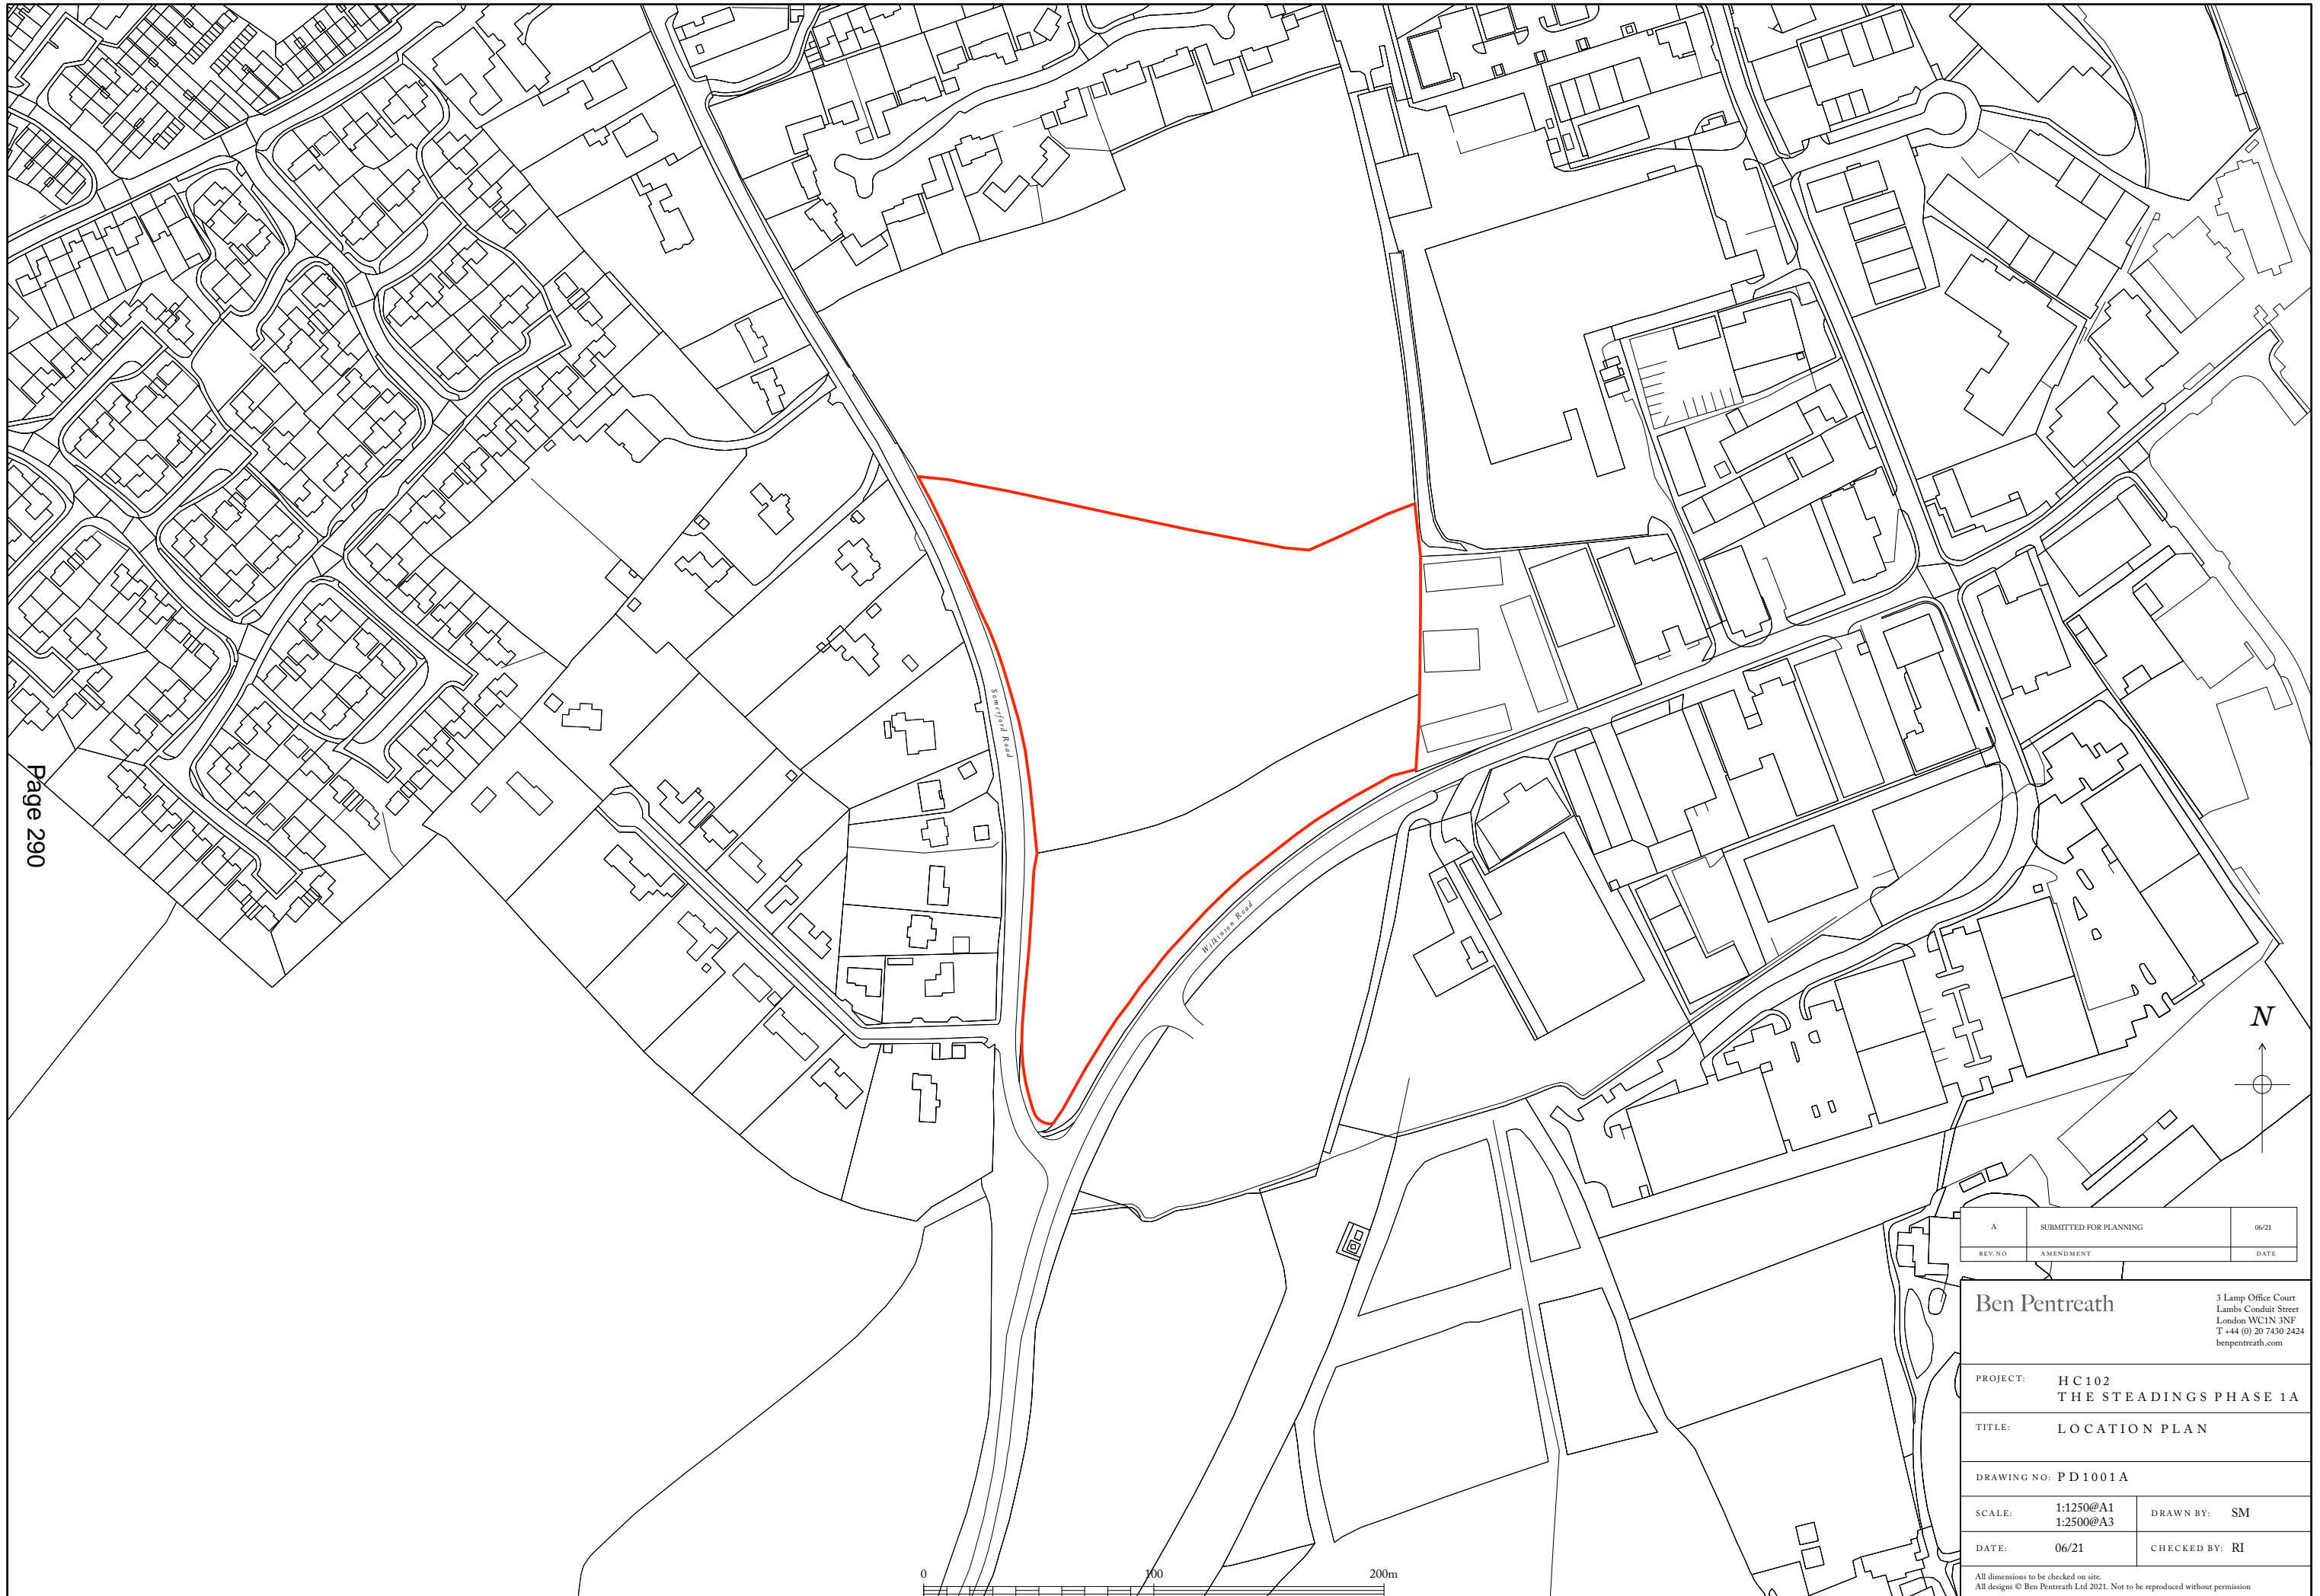 Somerford Road
Wilkinson Road
Page 290
N
0 100 200m
A SUBMITTED FOR PLANNING 06/21
REV. NO AMENDMENT DATE
Ben Pentreath
3 Lamp Office Court
Lambs Conduit Street
London WC1N 3NF
T +44 (0) 20 7430 2424
benpentreath.com
PROJECT: HC102
THE STEADINGS PHASE 1A
TITLE: LOCATION PLAN
DRAWING NO: PD1001A
SCALE: 1:1250@A1
1:2500@A3
DRAWN BY: SM
DATE: 06/21
CHECKED BY: RI
All dimensions to be checked on site.
All designs © Ben Pentreath Ltd 2021. Not to be reproduced without permission